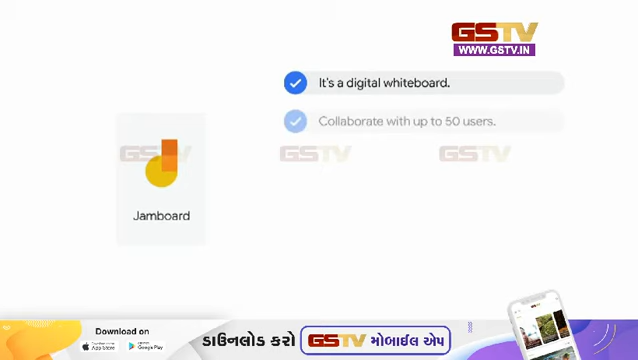 GSTV
WWW.GSTV.IN
It's a digital whiteboard.
Collaborate with up to 50 users.
GSTV GSTV GSTV
Jamboard
Download on
App Store Google Play
ડાઉનલોડ કરો GSTV મોબાઈલ એપ